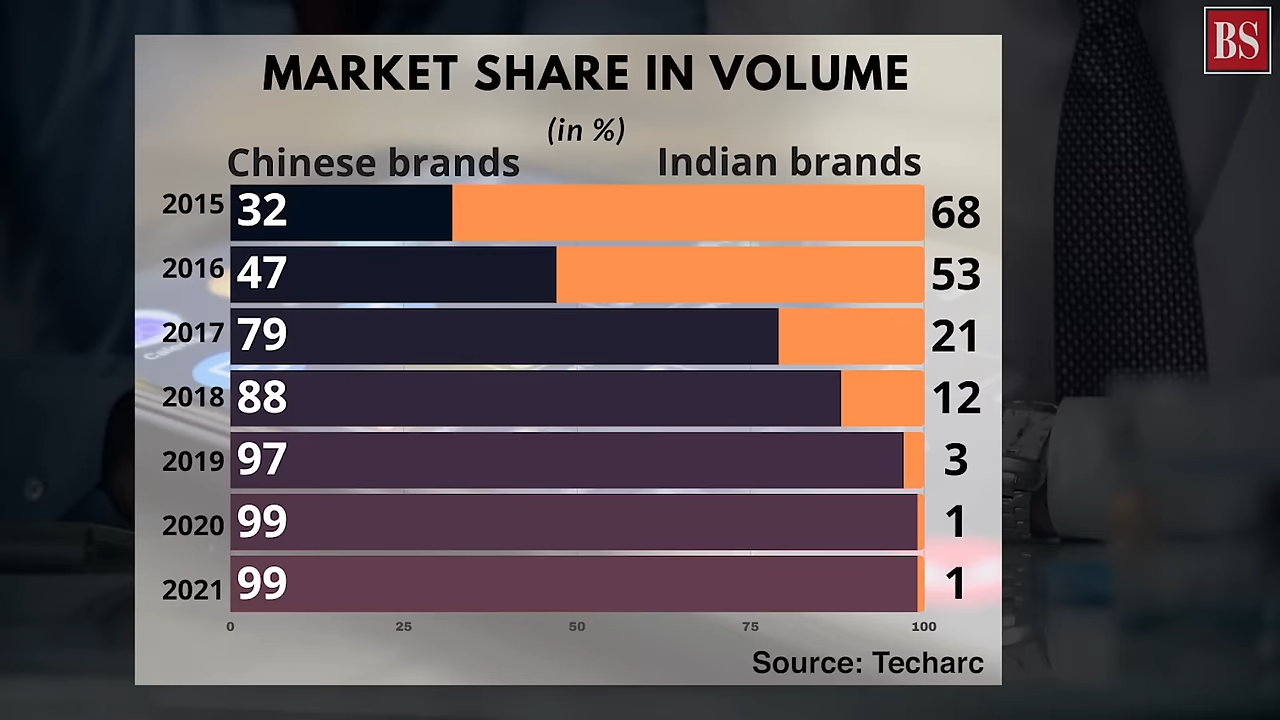 BS
MARKET SHARE IN VOLUME
(in %)
Chinese brands Indian brands
2015 32 68
2016 47 53
2017 79 21
2018 88 12
2019 97 3
2020 99 1
2021 99 1
0 25 50 75 100
Source: Techarc